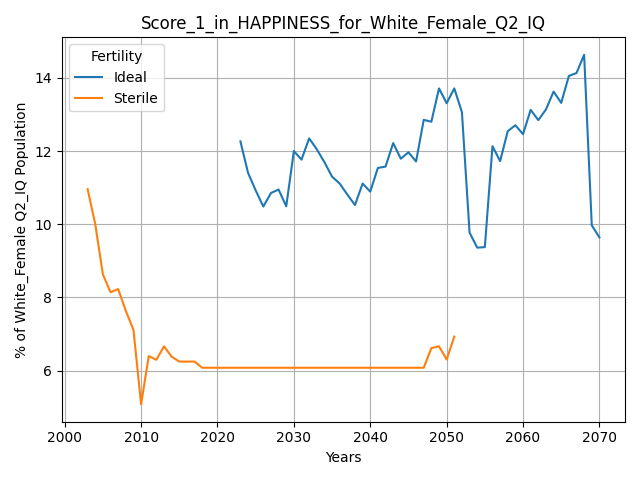 Score_1_in_HAPPINESS_for_White_Female_Q2_IQ
% of White_Female Q2_IQ Population
14
12
10
8
6
Fertility
Ideal
Sterile
2000 2010 2020 2030 2040 2050 2060 2070
Years